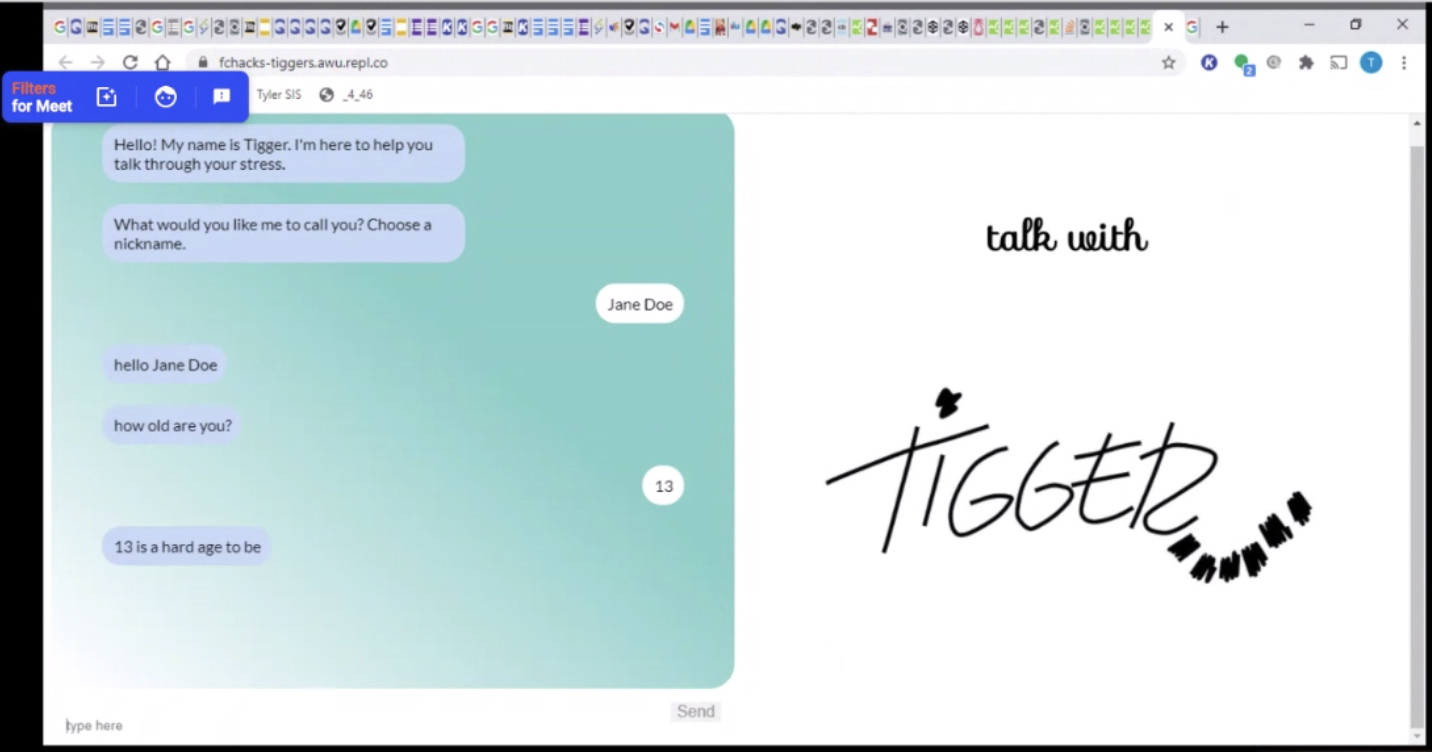 fchacks-tiggers.awu.repl.co
Filters
for Meet
Tyler SIS
_4_46
Hello! My name is Tigger. I'm here to help you
talk through your stress.
What would you like me to call you? Choose a
nickname.
Jane Doe
hello Jane Doe
how old are you?
13
13 is a hard age to be
type here
Send
talk with
TIGGER
K
2
T